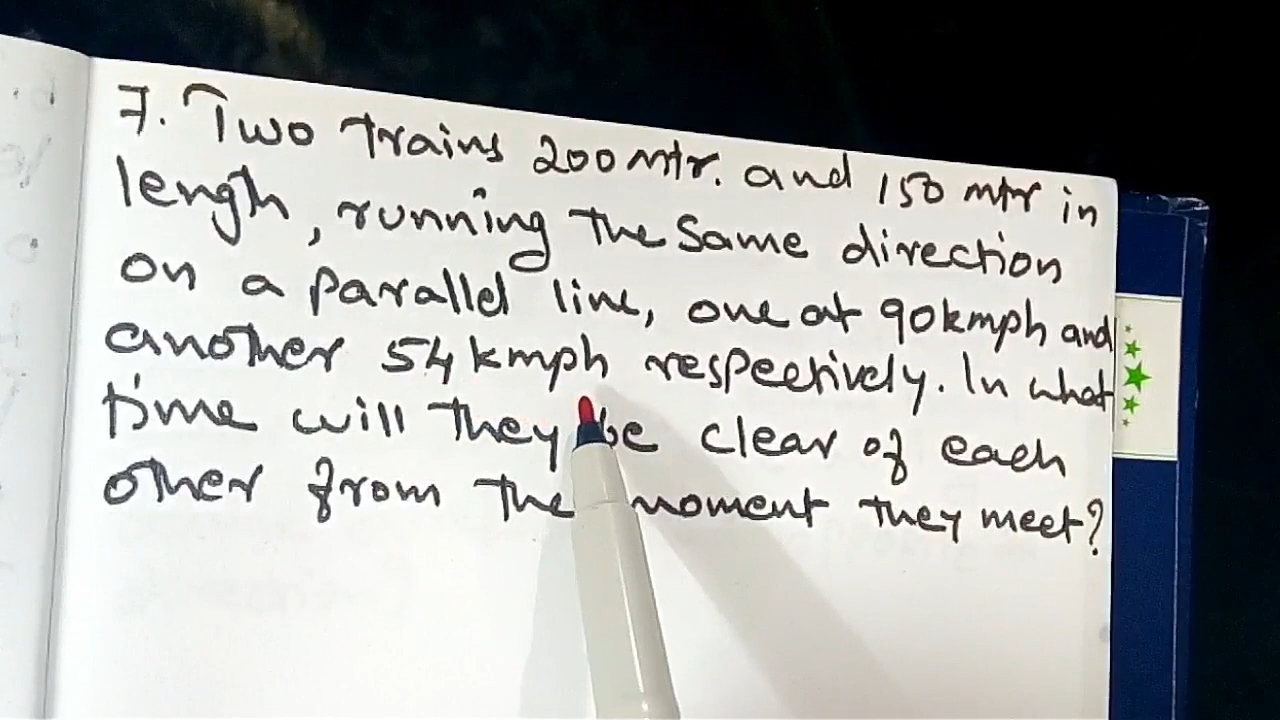 7. Two trains 200 mtr. and 150 mtr in
length, running the same direction
on a parallel line, one at 90kmph and
another 54 kmph respectively. In what
time will they be clear of each
other from the moment they meet?